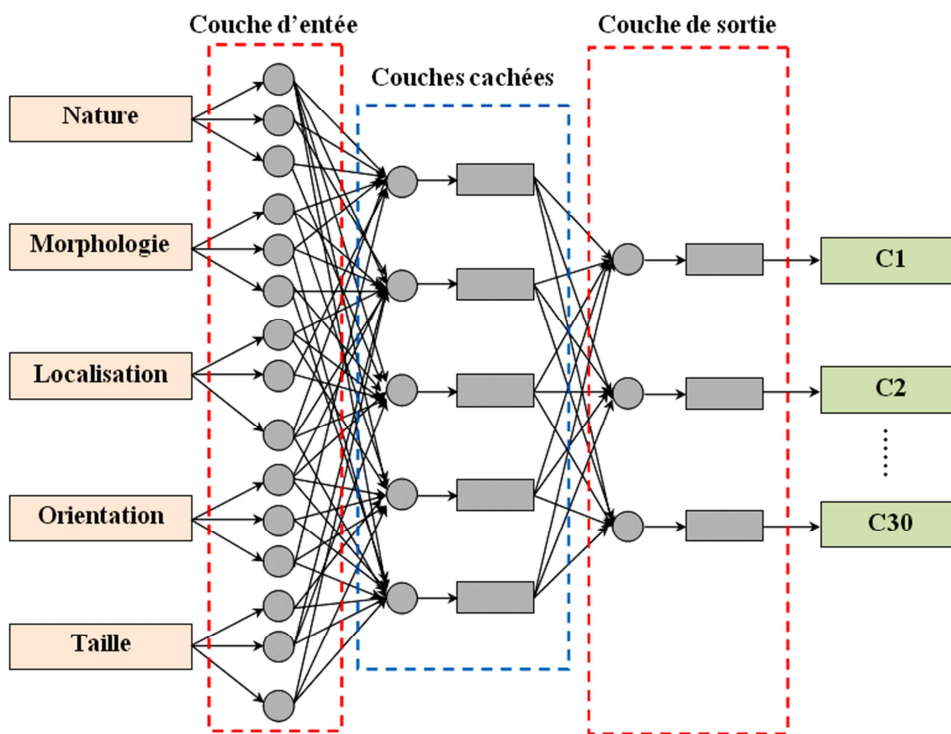 Couche d'entée
Couches cachées
Couche de sortie
Nature
Morphologie
Localisation
Orientation
Taille
C1
C2
C30